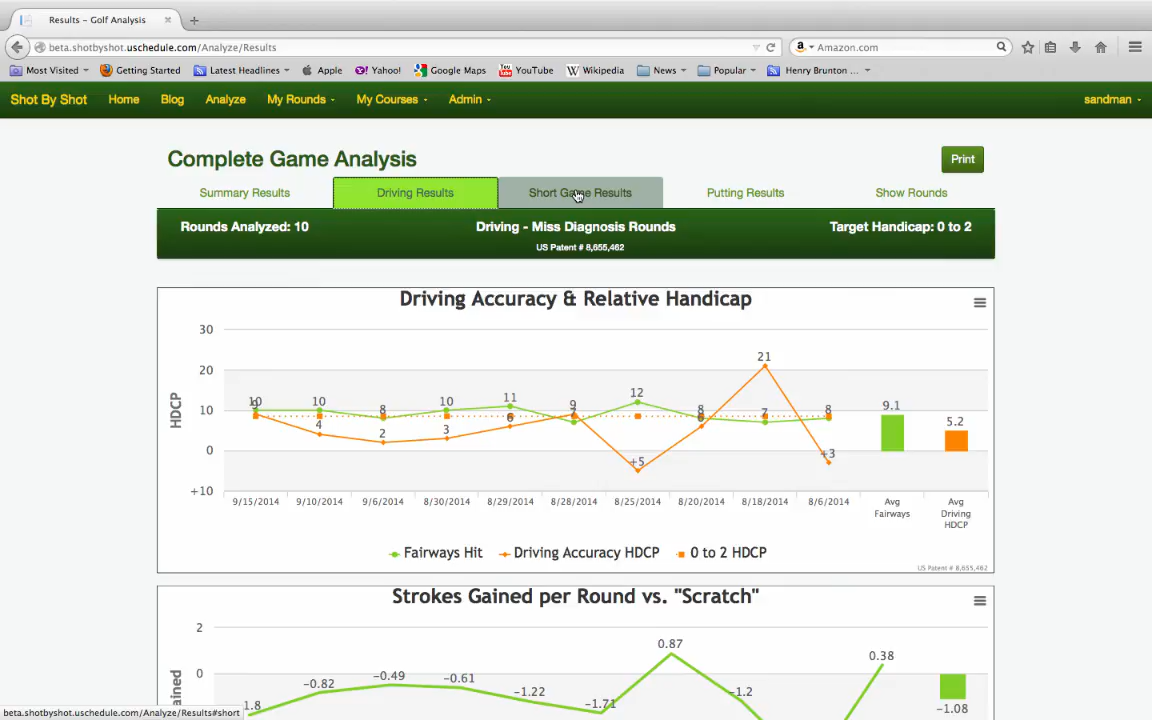 Results - Golf Analysis
beta.shotbyshot.uschedule.com/Analyze/Results
Amazon.com
Most Visited
Getting Started
Latest Headlines
Apple
Yahoo!
Google Maps
YouTube
Wikipedia
News
Popular
Henry Brunton ...
Shot By Shot
Home
Blog
Analyze
My Rounds
My Courses
Admin
sandman
Complete Game Analysis
Print
Summary Results
Driving Results
Short Game Results
Putting Results
Show Rounds
Rounds Analyzed: 10
Driving - Miss Diagnosis Rounds
Target Handicap: 0 to 2
US Patent # 8,655,462
Driving Accuracy & Relative Handicap
HDCP
30
20
10
0
+10
10 10 8 10 11 9 12 8 7 8
9 4 2 3 6 +5 6 21 +3
9.1
5.2
9/15/2014 9/10/2014 9/6/2014 8/30/2014 8/29/2014 8/28/2014 8/25/2014 8/20/2014 8/18/2014 8/6/2014
Avg Fairways
Avg Driving HDCP
Fairways Hit
Driving Accuracy HDCP
0 to 2 HDCP
US Patent # 8,655,462
Strokes Gained per Round vs. "Scratch"
2
0
-0.82 -0.49 -0.61 -1.22 -1.71 0.87 -1.2 0.38
-1.08
beta.shotbyshot.uschedule.com/Analyze/Results#short